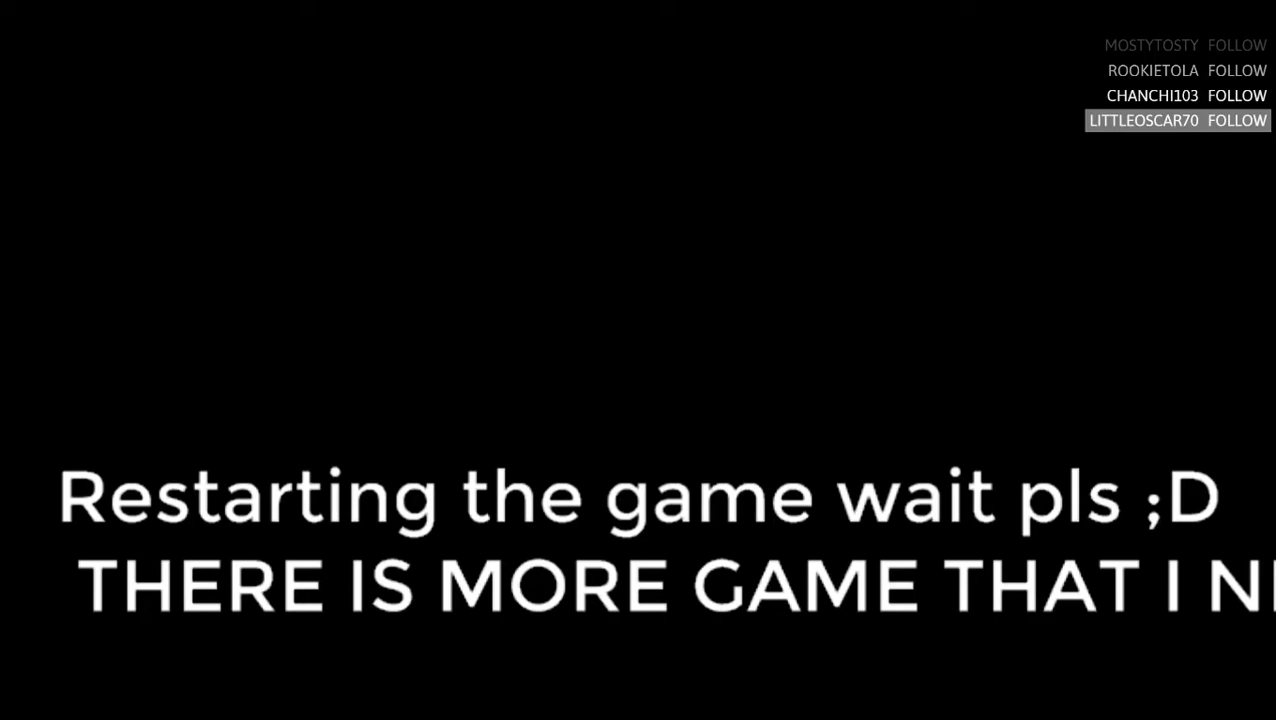 MOSTYTOSTY FOLLOW
ROOKIETOLA FOLLOW
CHANCHI103 FOLLOW
LITTLEOSCAR70 FOLLOW
Restarting the game wait pls ;D
THERE IS MORE GAME THAT I